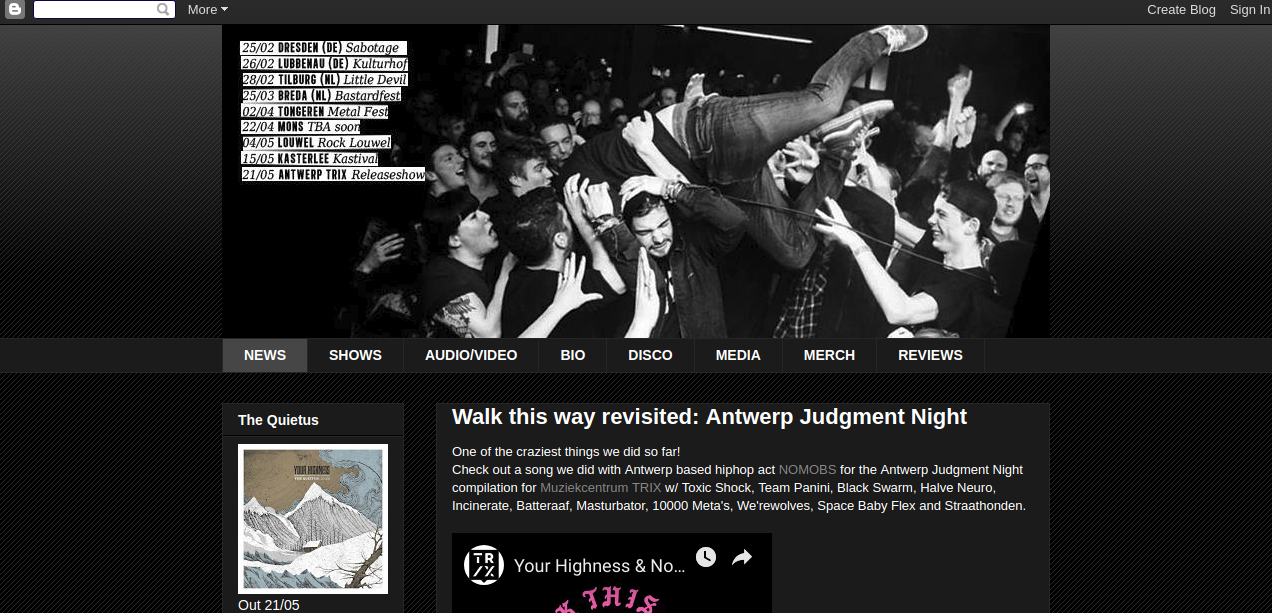 More
Create Blog
Sign In
25/02 DRESDEN (DE) Sabotage
26/02 LUBBENAU (DE) Kulturhof
28/02 TILBURG (NL) Little Devil
25/03 BREDA (NL) Bastardfest
02/04 TONGEREN Metal Fest
22/04 MONS TBA soon
04/05 LOUWEL Rock Louwel
15/05 KASTERLEE Kastival
21/05 ANTWERP TRIX Releaseshow
NEWS
SHOWS
AUDIO/VIDEO
BIO
DISCO
MEDIA
MERCH
REVIEWS
The Quietus
YOUR HIGHNESS
Out 21/05
Walk this way revisited: Antwerp Judgment Night
One of the craziest things we did so far!
Check out a song we did with Antwerp based hiphop act NOMOBS for the Antwerp Judgment Night
compilation for Muziekcentrum TRIX w/ Toxic Shock, Team Panini, Black Swarm, Halve Neuro,
Incinerate, Batteraaf, Masturbator, 10000 Meta's, We'rewolves, Space Baby Flex and Straathonden.
TRIX
Your Highness & No...
THIS